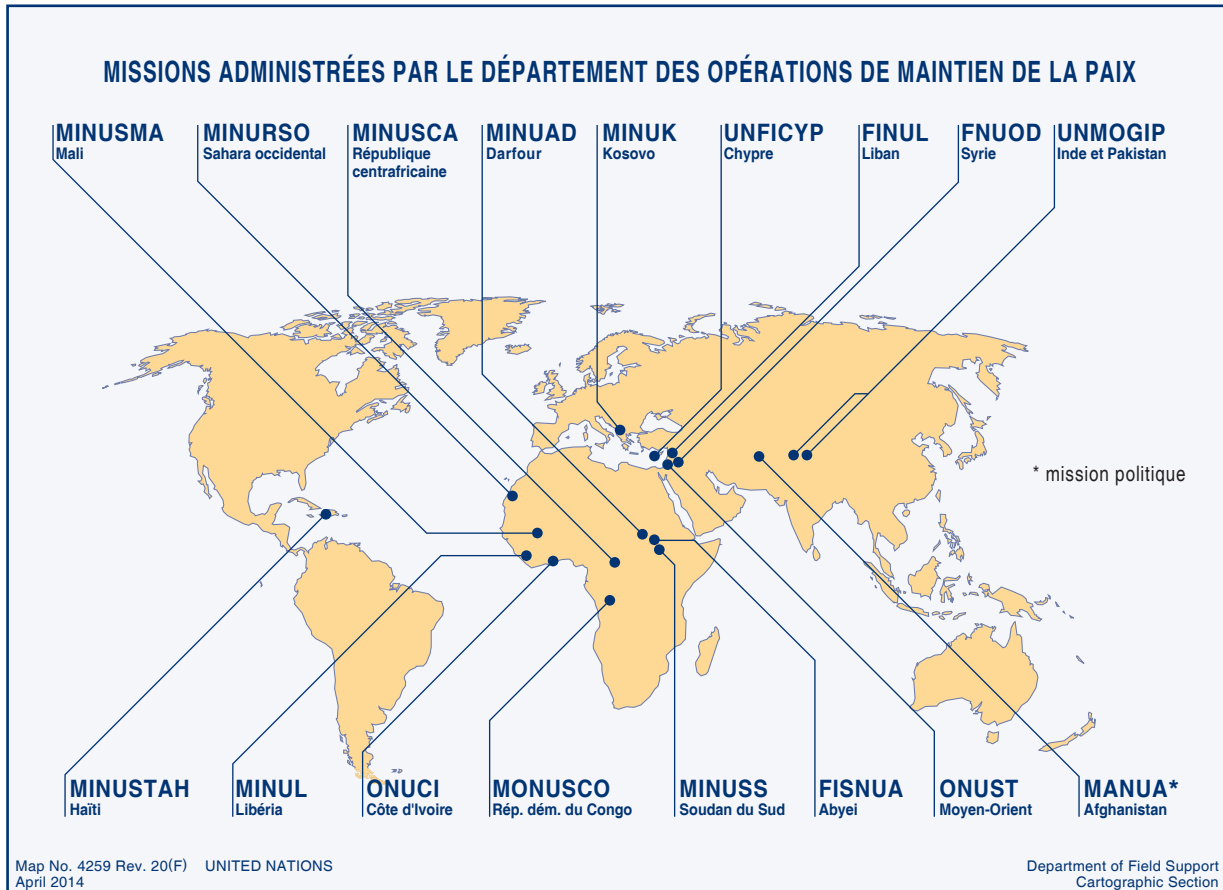 MISSIONS ADMINISTRÉES PAR LE DÉPARTEMENT DES OPÉRATIONS DE MAINTIEN DE LA PAIX
MINUSMA
Mali
MINURSO
Sahara occidental
MINUSCA
République
centrafricaine
MINUAD
Darfour
MINUK
Kosovo
UNFICYP
Chypre
FINUL
Liban
FNUOD
Syrie
UNMOGIP
Inde et Pakistan
* mission politique
MINUSTAH
Haïti
MINUL
Libéria
ONUCI
Côte d'Ivoire
MONUSCO
Rép. dém. du Congo
MINUSS
Soudan du Sud
FISNUA
Abyei
ONUST
Moyen-Orient
MANUA*
Afghanistan
Map No. 4259 Rev. 20(F) UNITED NATIONS
April 2014
Department of Field Support
Cartographic Section